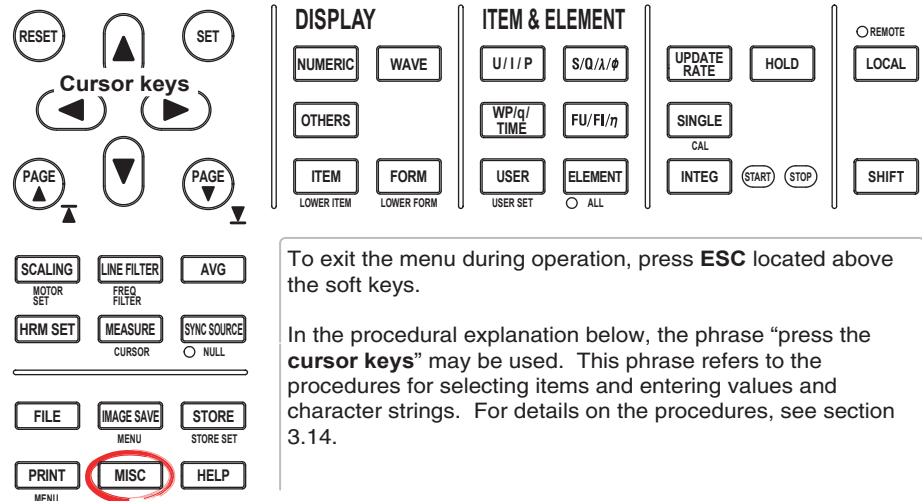 RESET
SET
Cursor keys
PAGE
PAGE
DISPLAY
NUMERIC
WAVE
OTHERS
ITEM
FORM
LOWER ITEM
LOWER FORM
ITEM & ELEMENT
U / I / P
S/Q/λ/ø
WP/q/
TIME
FU/FI/η
USER
ELEMENT
USER SET
ALL
UPDATE
RATE
HOLD
SINGLE
CAL
INTEG
START
STOP
REMOTE
LOCAL
SHIFT
SCALING
LINE FILTER
AVG
MOTOR
SET
FREQ
FILTER
HRM SET
MEASURE
SYNC SOURCE
CURSOR
NULL
FILE
IMAGE SAVE
STORE
MENU
STORE SET
PRINT
MISC
HELP
MENU
To exit the menu during operation, press ESC located above
the soft keys.
In the procedural explanation below, the phrase “press the
cursor keys” may be used. This phrase refers to the
procedures for selecting items and entering values and
character strings. For details on the procedures, see section
3.14.